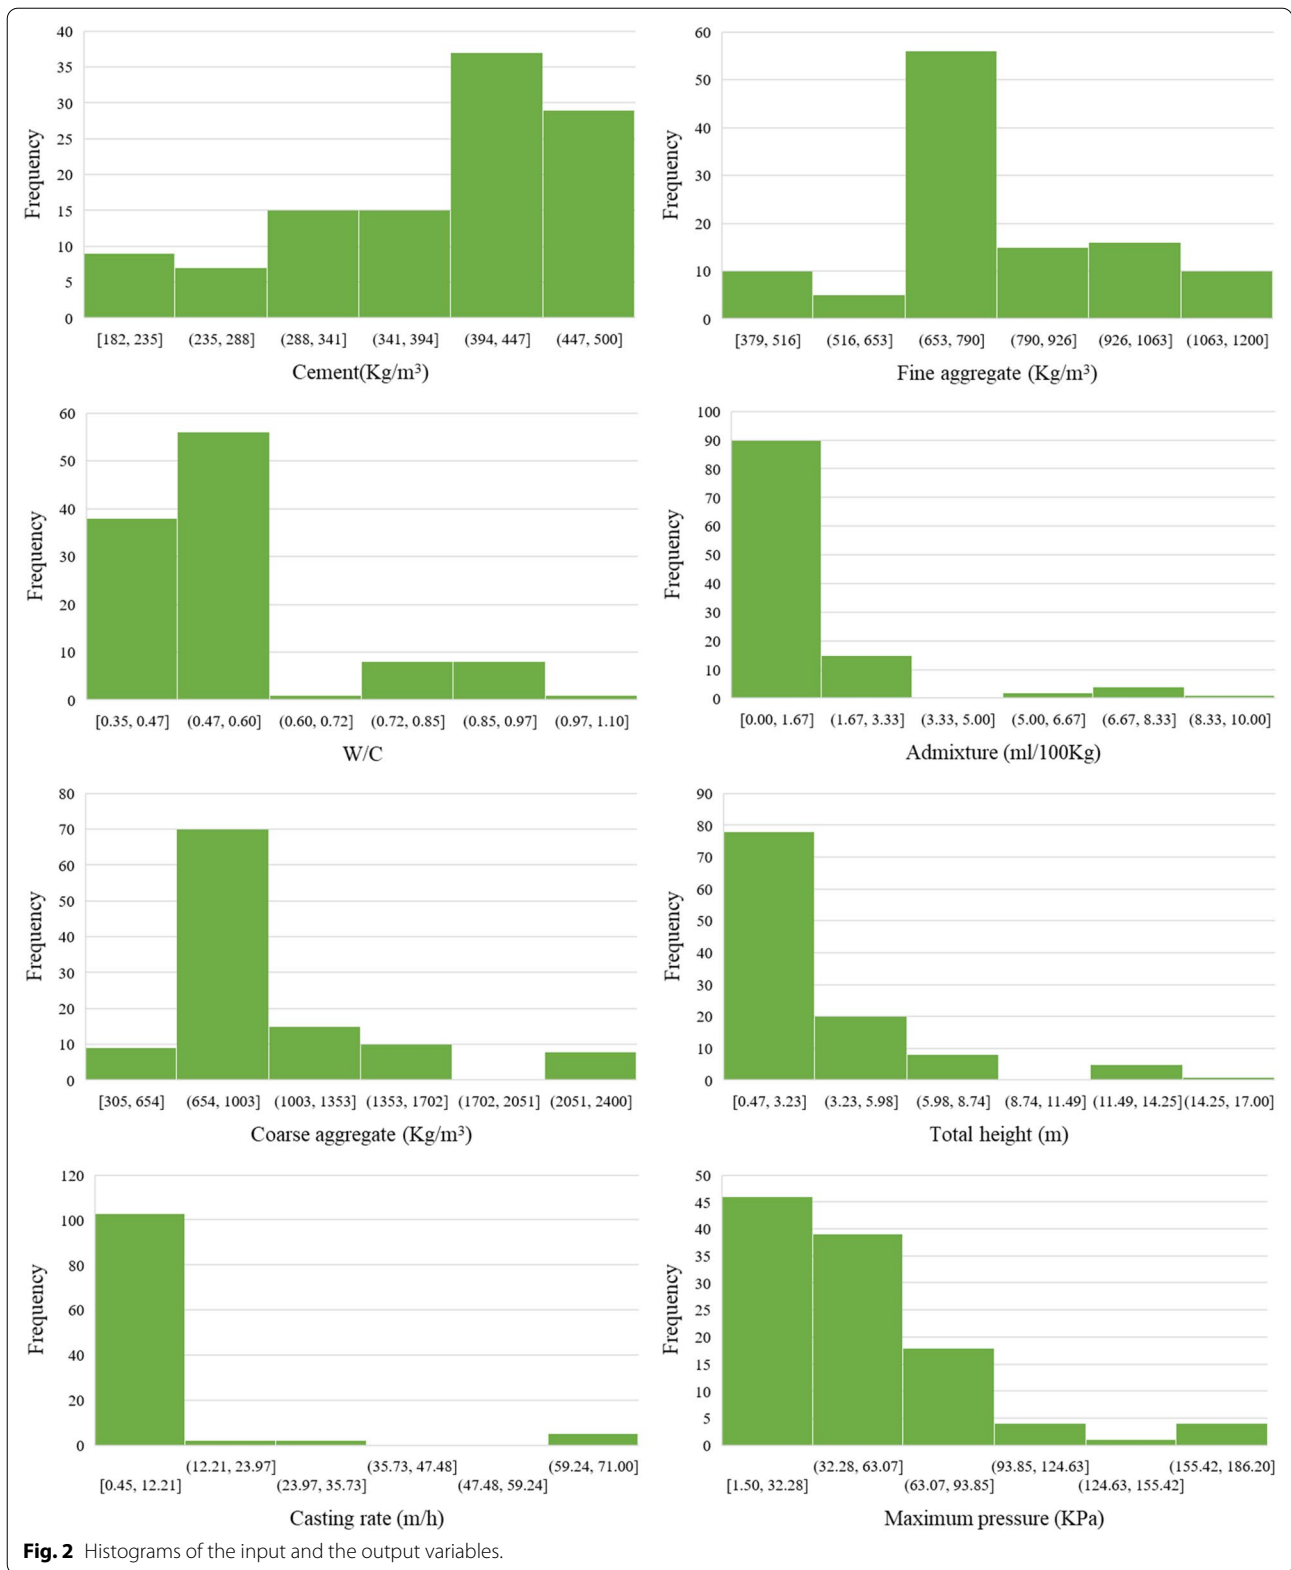 40
35
30
25
20
15
10
5
0
Frequency
[182, 235] (235, 288] (288, 341] (341, 394] (394, 447] (447, 500]
Cement(Kg/m³)
60
50
40
30
20
10
0
Frequency
[379, 516] (516, 653] (653, 790] (790, 926] (926, 1063] (1063, 1200]
Fine aggregate (Kg/m³)
60
50
40
30
20
10
0
Frequency
[0.35, 0.47] (0.47, 0.60] (0.60, 0.72] (0.72, 0.85] (0.85, 0.97] (0.97, 1.10]
W/C
100
90
80
70
60
50
40
30
20
10
0
Frequency
[0.00, 1.67] (1.67, 3.33] (3.33, 5.00] (5.00, 6.67] (6.67, 8.33] (8.33, 10.00]
Admixture (ml/100Kg)
80
70
60
50
40
30
20
10
0
Frequency
[305, 654] (654, 1003] (1003, 1353] (1353, 1702] (1702, 2051] (2051, 2400]
Coarse aggregate (Kg/m³)
90
80
70
60
50
40
30
20
10
0
Frequency
[0.47, 3.23] (3.23, 5.98] (5.98, 8.74] (8.74, 11.49] (11.49, 14.25] (14.25, 17.00]
Total height (m)
120
100
80
60
40
20
0
Frequency
(12.21, 23.97] (35.73, 47.48] (59.24, 71.00]
[0.45, 12.21] (23.97, 35.73] (47.48, 59.24]
Casting rate (m/h)
50
45
40
35
30
25
20
15
10
5
0
Frequency
(32.28, 63.07] (93.85, 124.63] (155.42, 186.20]
[1.50, 32.28] (63.07, 93.85] (124.63, 155.42]
Maximum pressure (KPa)
Fig. 2 Histograms of the input and the output variables.